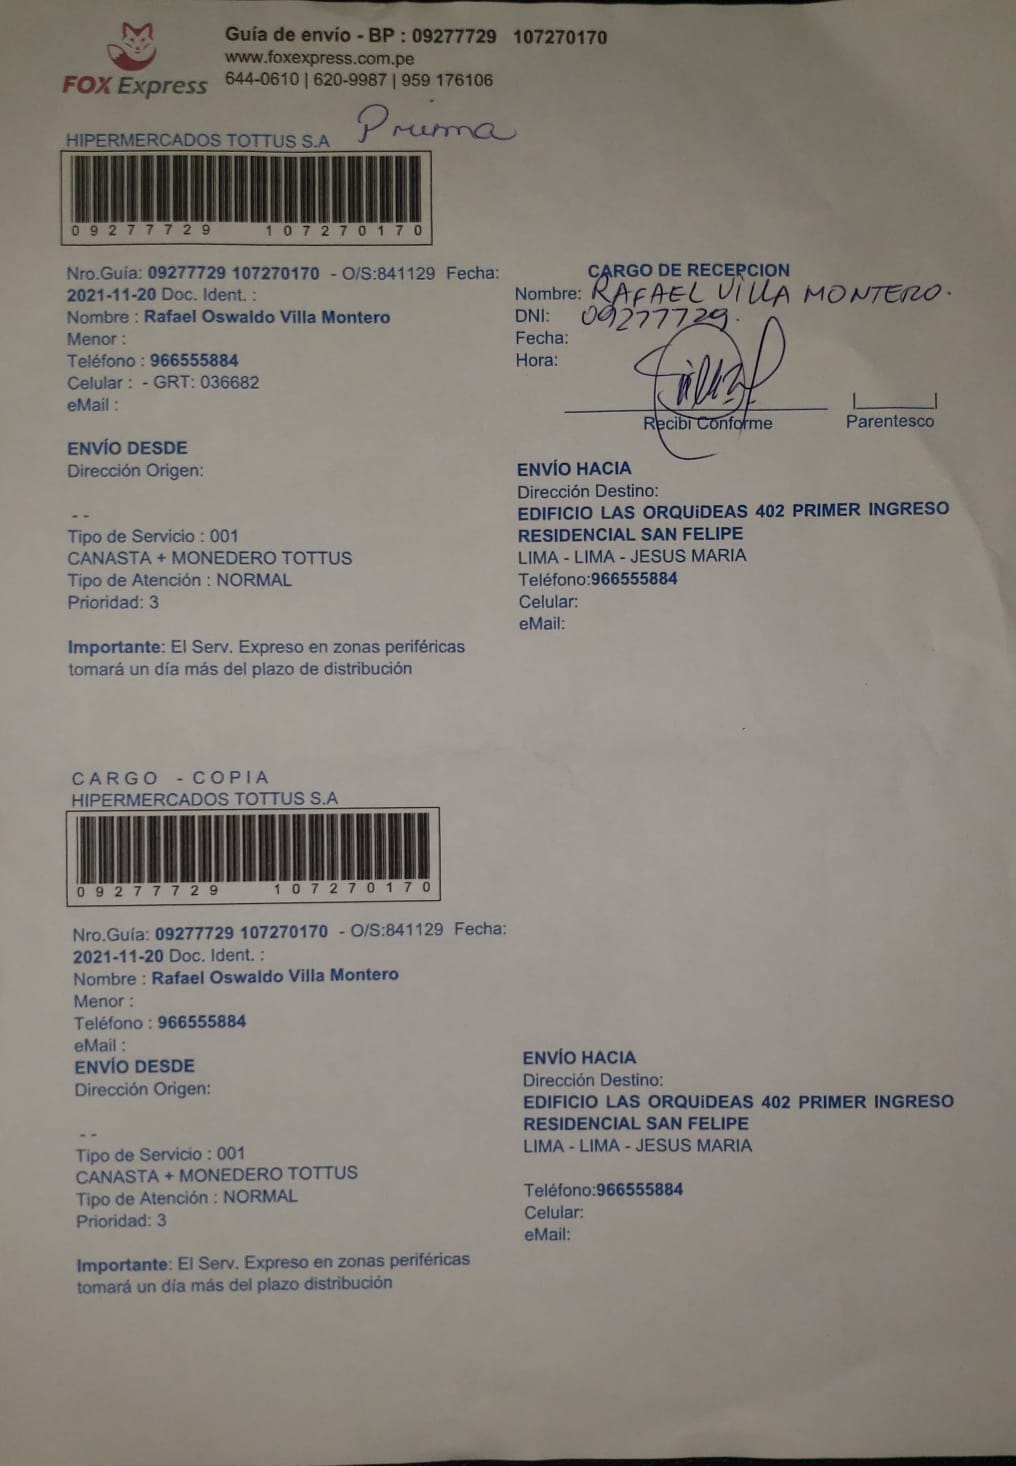 FOX Express
Guía de envío - BP : 09277729 107270170
www.foxexpress.com.pe
644-0610 | 620-9987 | 959 176106
Prima
HIPERMERCADOS TOTTUS S.A
09277729 107270170
Nro.Guía: 09277729 107270170 - O/S:841129 Fecha:
2021-11-20 Doc. Ident. :
Nombre : Rafael Oswaldo Villa Montero
Menor :
Teléfono : 966555884
Celular : - GRT: 036682
eMail :
CARGO DE RECEPCION
Nombre: RAFAEL VILLA MONTERO.
DNI: 09277729.
Fecha:
Hora:
Recibi Conforme
Parentesco
ENVÍO DESDE
Dirección Origen:
- -
Tipo de Servicio : 001
CANASTA + MONEDERO TOTTUS
Tipo de Atención : NORMAL
Prioridad: 3
Importante: El Serv. Expreso en zonas periféricas
tomará un día más del plazo de distribución
ENVÍO HACIA
Dirección Destino:
EDIFICIO LAS ORQUiDEAS 402 PRIMER INGRESO
RESIDENCIAL SAN FELIPE
LIMA - LIMA - JESUS MARIA
Teléfono:966555884
Celular:
eMail:
CARGO - COPIA
HIPERMERCADOS TOTTUS S.A
09277729 107270170
Nro.Guía: 09277729 107270170 - O/S:841129 Fecha:
2021-11-20 Doc. Ident. :
Nombre : Rafael Oswaldo Villa Montero
Menor :
Teléfono : 966555884
eMail :
ENVÍO DESDE
Dirección Origen:
- -
Tipo de Servicio : 001
CANASTA + MONEDERO TOTTUS
Tipo de Atención : NORMAL
Prioridad: 3
Importante: El Serv. Expreso en zonas periféricas
tomará un día más del plazo distribución
ENVÍO HACIA
Dirección Destino:
EDIFICIO LAS ORQUiDEAS 402 PRIMER INGRESO
RESIDENCIAL SAN FELIPE
LIMA - LIMA - JESUS MARIA
Teléfono:966555884
Celular:
eMail: